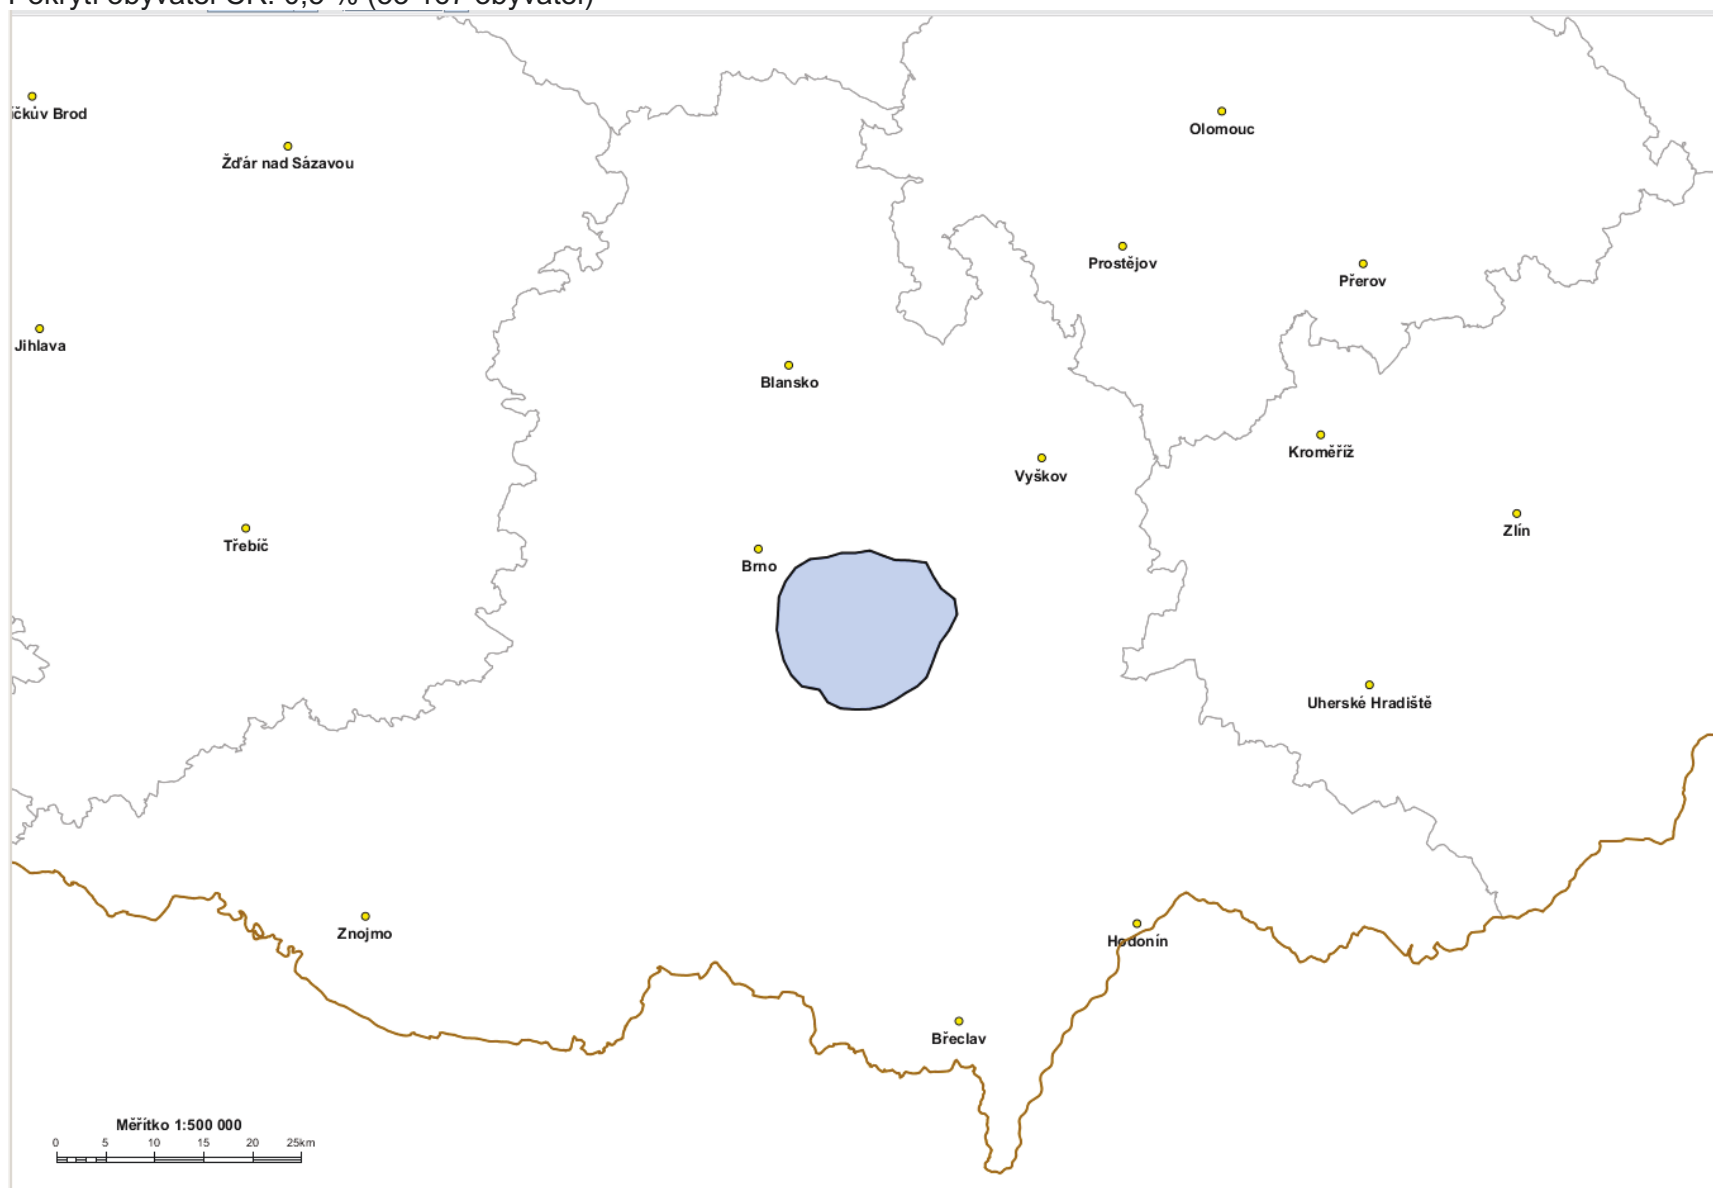 íčkův Brod
Olomouc
Žďár nad Sázavou
Prostějov
Přerov
Jihlava
Blansko
Kroměříž
Vyškov
Zlín
Třebíč
Brno
Uherské Hradiště
Znojmo
Hodonín
Břeclav
Měřítko 1:500 000
0 5 10 15 20 25km